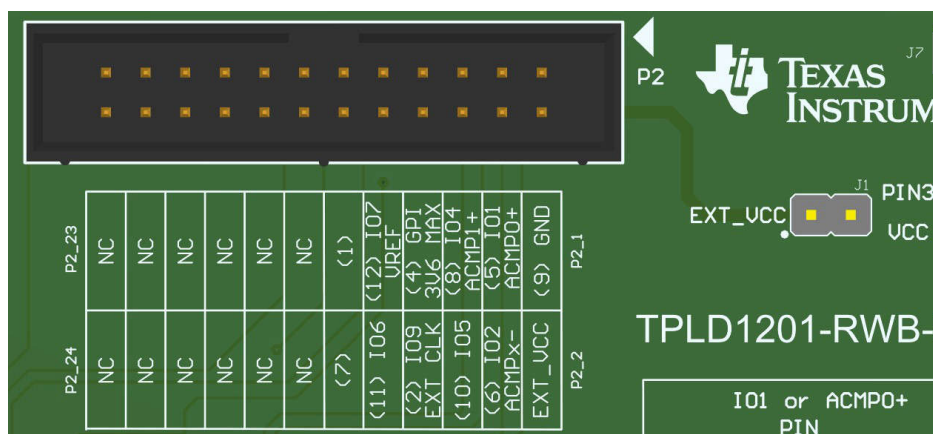 P2
TEXAS
INSTRUM
J7
J1
PIN3
EXT_VCC
VCC
P2_23
NC
NC
NC
NC
NC
NC
(1)
(12) IO7
VREF
(4) GPI
3V6 MAX
(8) IO4
ACMP1+
(5) IO1
ACMP0+
(9) GND
P2_1
P2_24
NC
NC
NC
NC
NC
NC
(7)
(11) IO6
(2) IO9
EXT CLK
(10) IO5
(6) IO2
ACMPx-
EXT_VCC
P2_2
TPLD1201-RWB-
IO1 or ACMP0+
PIN